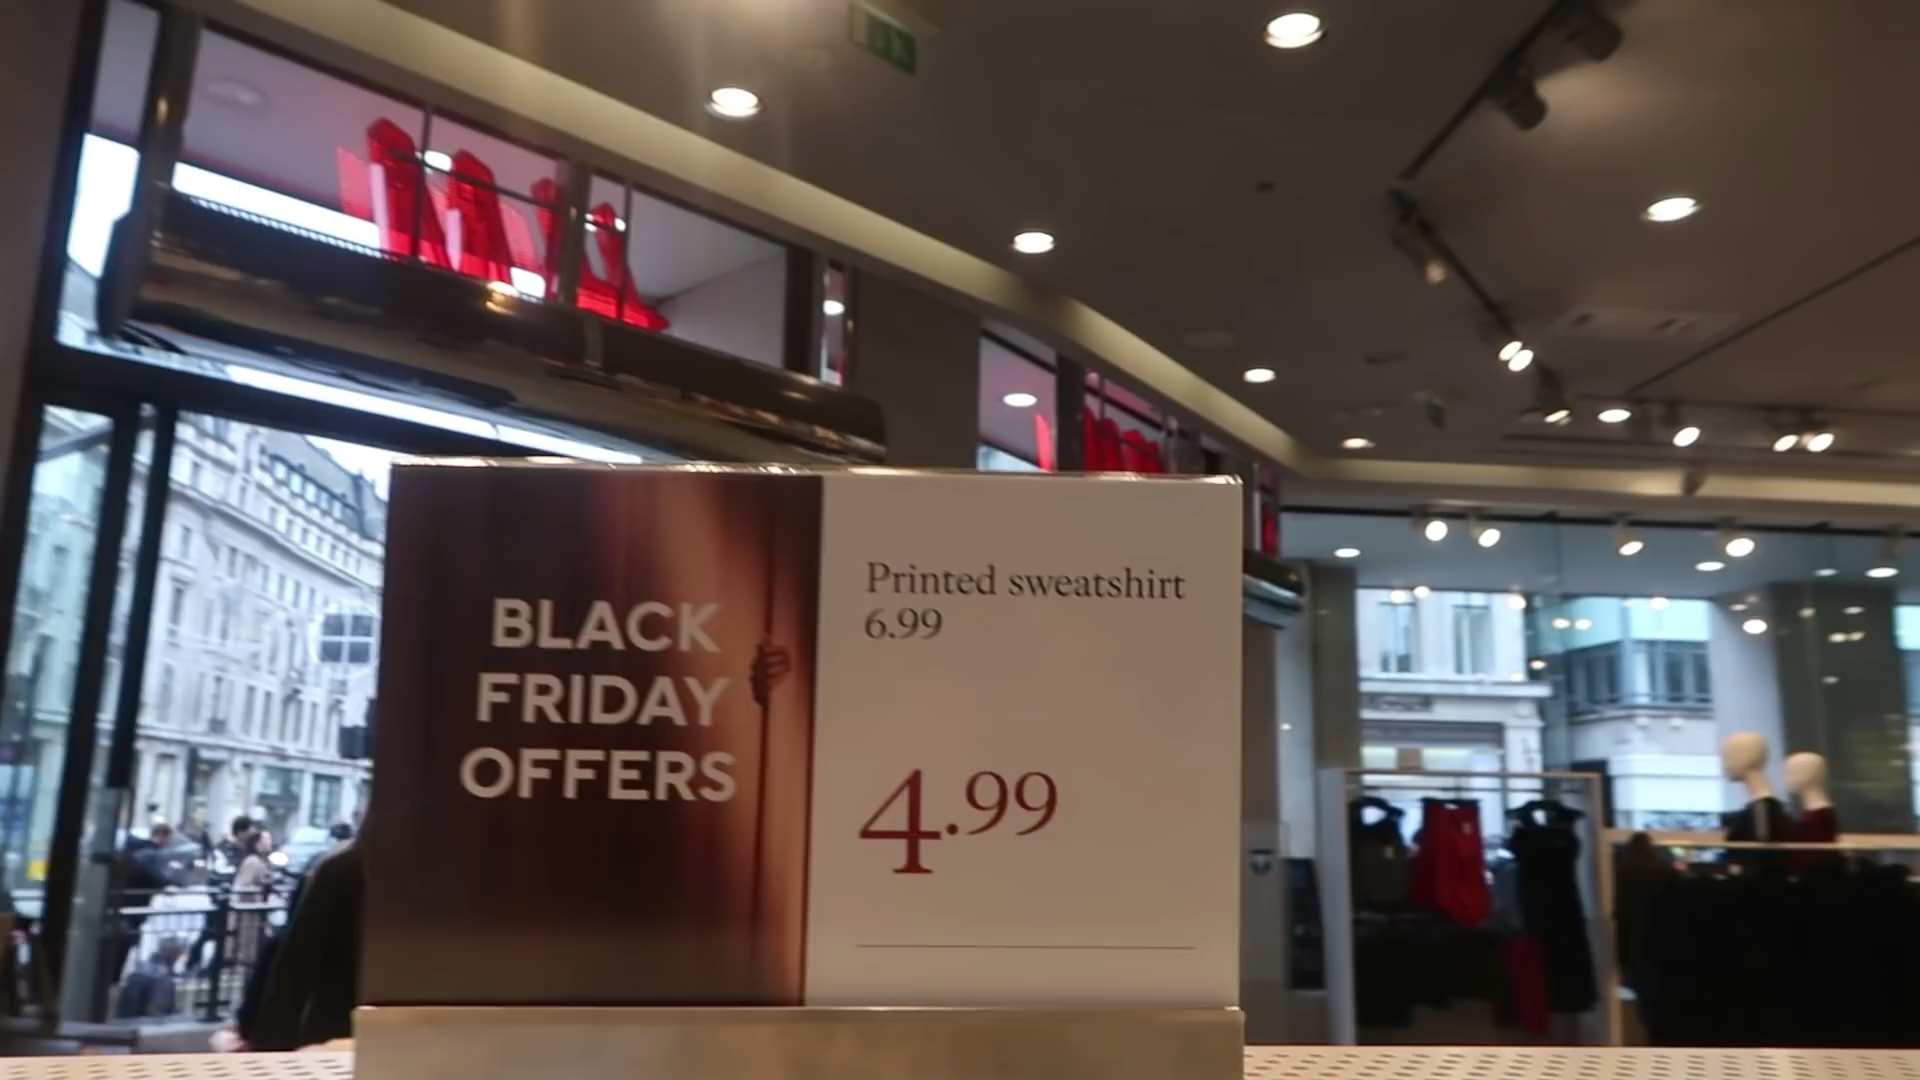 BLACK
FRIDAY
OFFERS
Printed sweatshirt
6.99
4.99